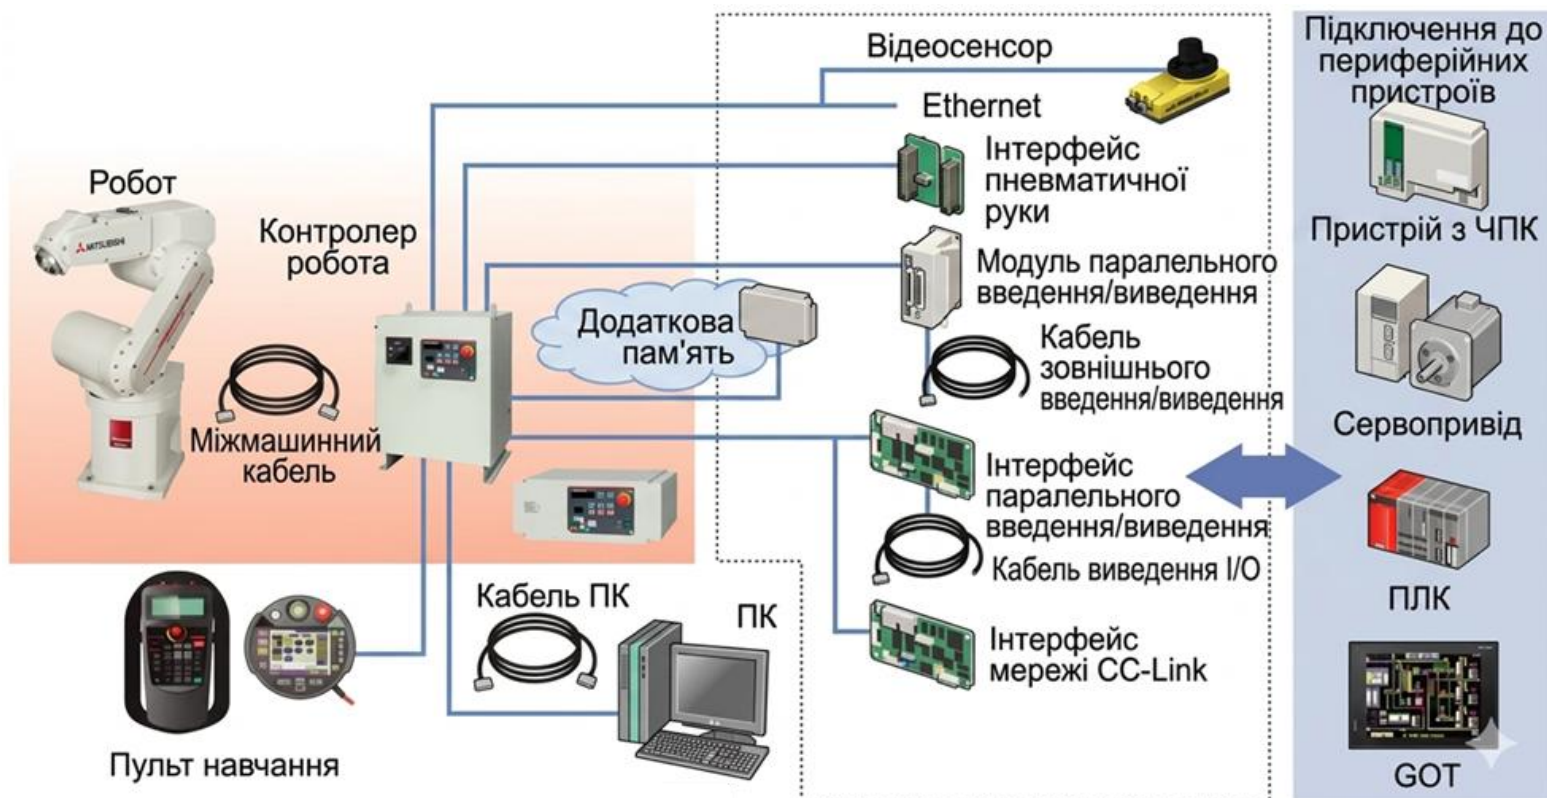 Відеосенсор
Ethernet
Інтерфейс
пневматичної
руки
Робот
MITSUBISHI
Контролер
робота
Модуль паралельного
введення/виведення
Додаткова
пам'ять
Кабель
зовнішнього
введення/виведення
Міжмашинний
кабель
Інтерфейс
паралельного
введення/виведення
Кабель виведення I/O
Кабель ПК
ПК
Інтерфейс
мережі CC-Link
Пульт навчання
Підключення до
периферійних
пристроїв
Пристрій з ЧПК
Сервопривід
ПЛК
GOT